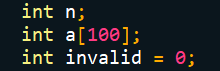 int n;
int a[100];
int invalid = 0;